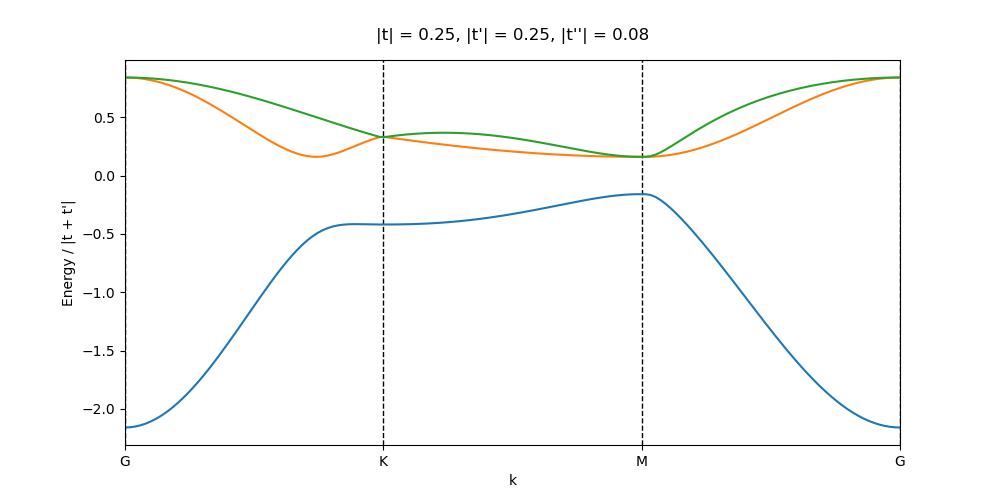 |t| = 0.25, |t'| = 0.25, |t''| = 0.08
Energy / |t + t'|
0.5
0.0
−0.5
−1.0
−1.5
−2.0
G
K
M
G
k